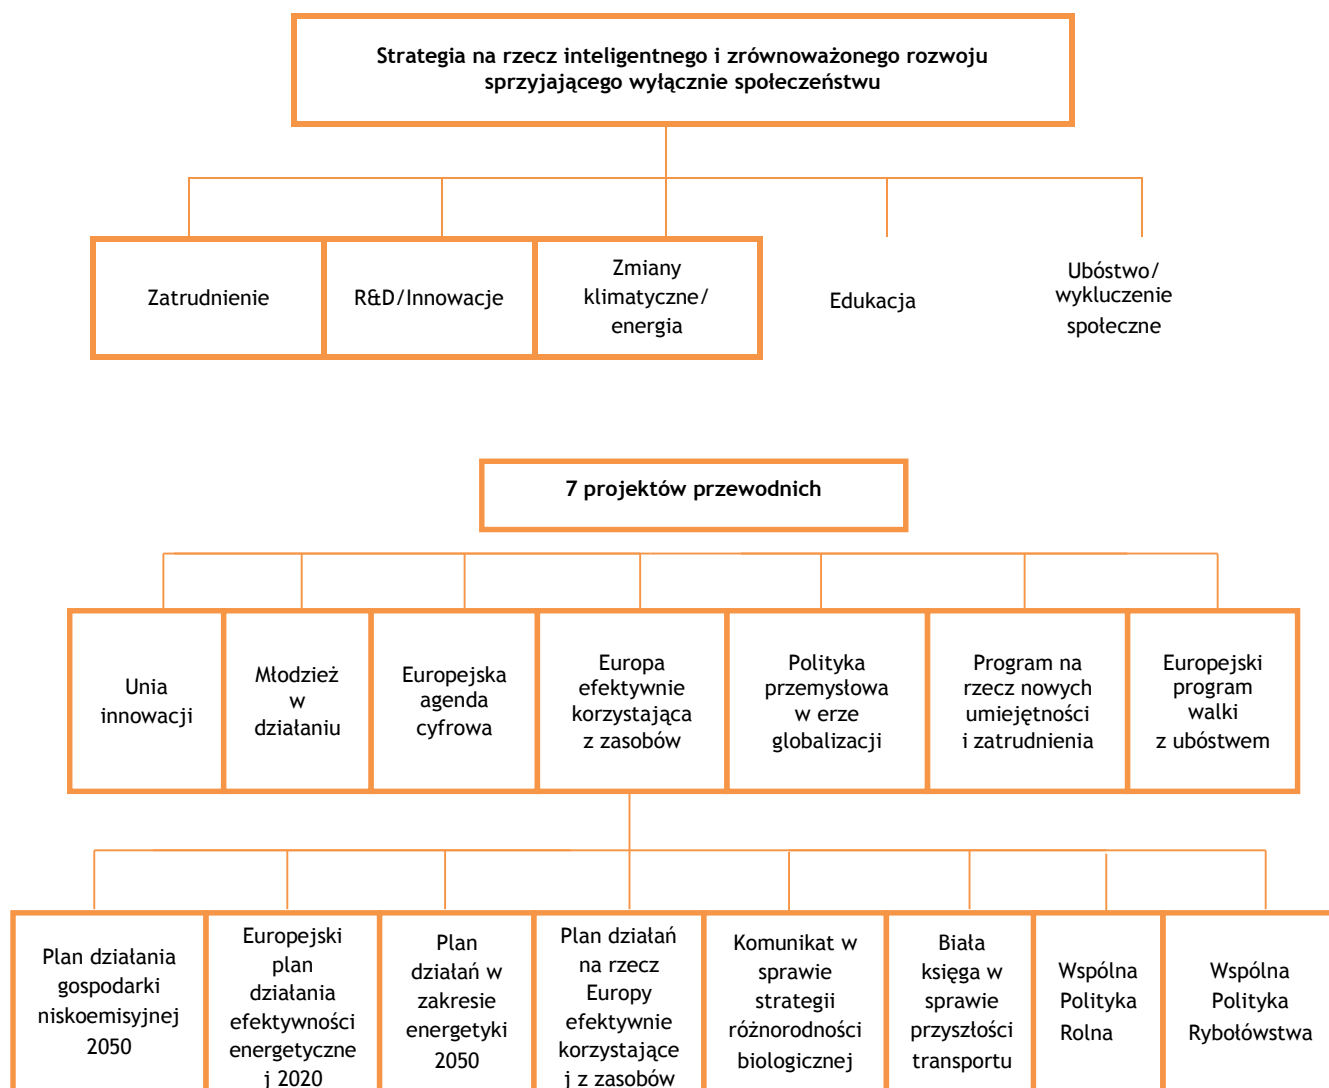 Strategia na rzecz inteligentnego i zrównoważonego rozwoju
sprzyjającego wyłącznie społeczeństwu
Zatrudnienie
R&D/Innowacje
Zmiany
klimatyczne/
energia
Edukacja
Ubóstwo/
wykluczenie
społeczne
7 projektów przewodnich
Unia
innowacji
Młodzież
w
działaniu
Europejska
agenda
cyfrowa
Europa
efektywnie
korzystająca
z zasobów
Polityka
przemysłowa
w erze
globalizacji
Program na
rzecz nowych
umiejętności
i zatrudnienia
Europejski
program
walki
z ubóstwem
Plan działania
gospodarki
niskoemisyjnej
2050
Europejski
plan
działania
efektywności
energetyczne
j 2020
Plan
działań w
zakresie
energetyki
2050
Plan działań
na rzecz
Europy
efektywnie
korzystające
j z zasobów
Komunikat w
sprawie
strategii
różnorodności
biologicznej
Biała
księga w
sprawie
przyszłości
transportu
Wspólna
Polityka
Rolna
Wspólna
Polityka
Rybołówstwa